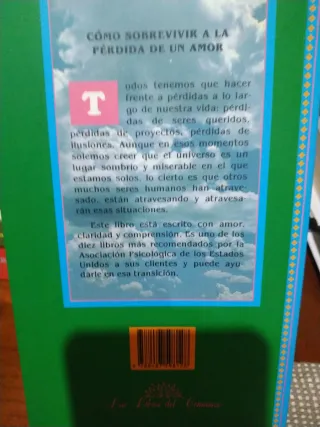 CÓMO SOBREVIVIR A LA
PÉRDIDA DE UN AMOR
Todos tenemos que hacer
frente a pérdidas a lo lar-
go de nuestra vida: pérdi-
das de seres queridos,
pérdidas de proyectos, pérdidas de
ilusiones. Aunque en esos momentos
solemos creer que el universo es un
lugar sombrío y miserable en el que
estamos solos, lo cierto es que otros
muchos seres humanos han atrave-
sado, están atravesando y atravesa-
rán esas situaciones.
Este libro está escrito con amor,
claridad y comprensión. Es uno de los
diez libros más recomendados por la
Asociación Psicológica de los Estados
Unidos a sus clientes y puede ayu-
darle en esa transición.